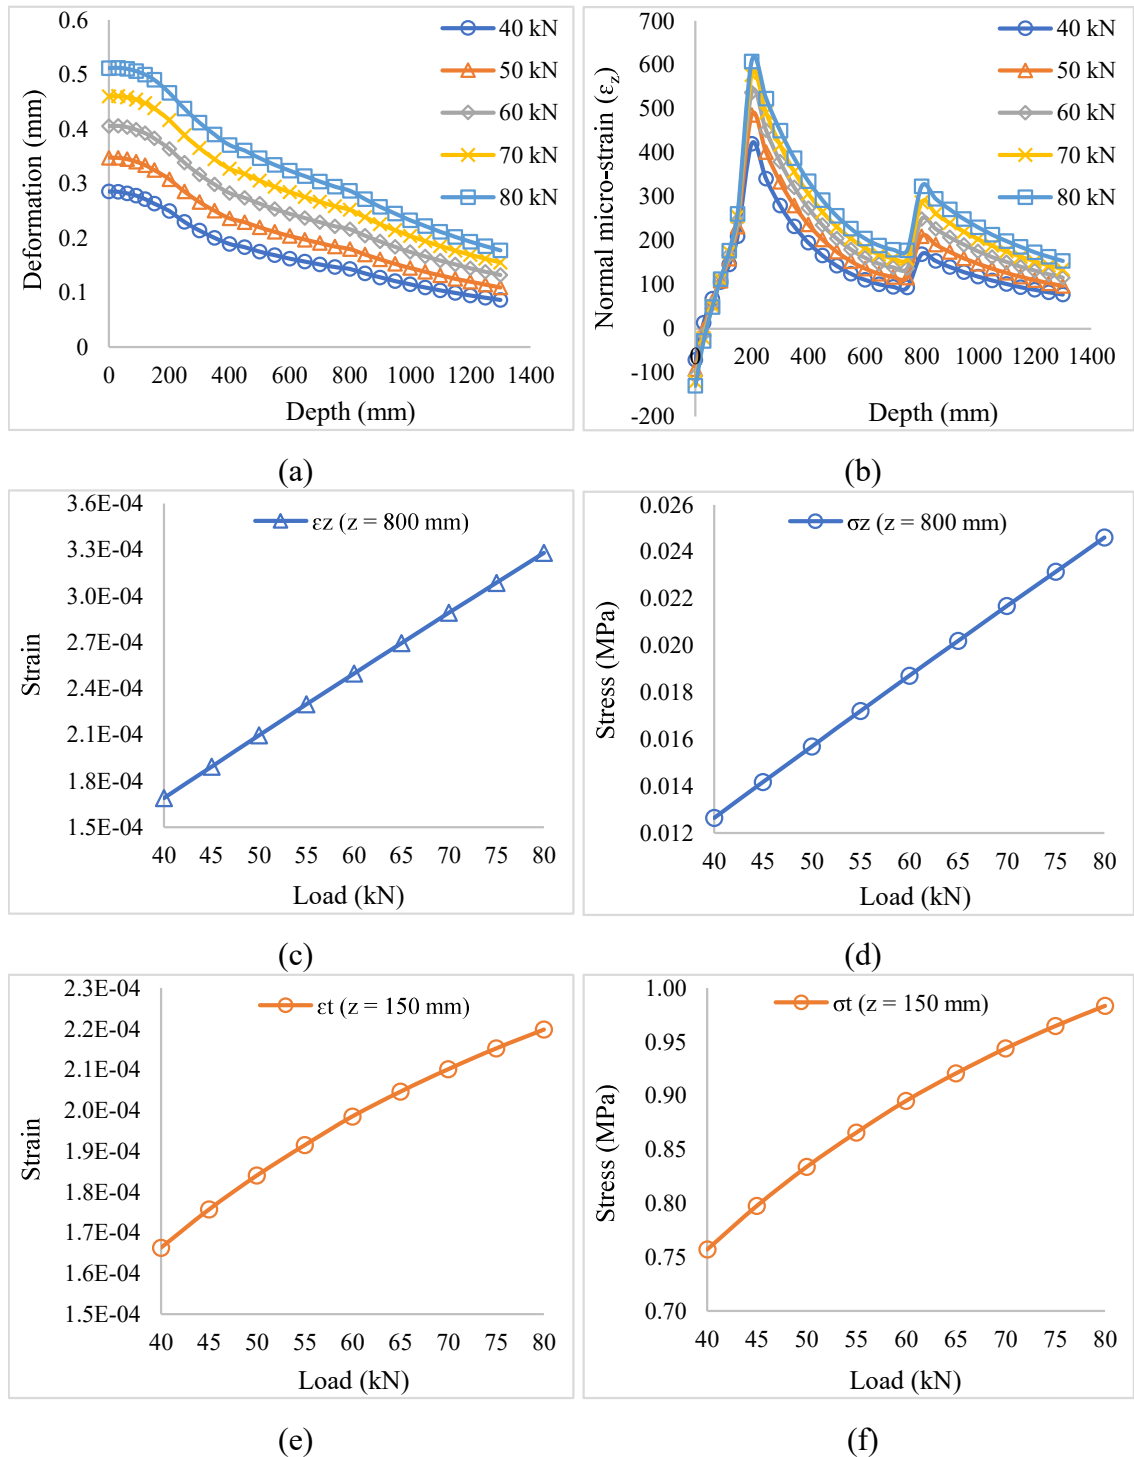 0.6
0.5
0.4
0.3
0.2
0.1
0
Deformation (mm)
0 200 400 600 800 1000 1200 1400
Depth (mm)
40 kN
50 kN
60 kN
70 kN
80 kN
(a)
700
600
500
400
300
200
100
0
-100
-200
Normal micro-strain (εz)
0 200 400 600 800 1000 1200 1400
Depth (mm)
40 kN
50 kN
60 kN
70 kN
80 kN
(b)
3.6E-04
3.3E-04
3.0E-04
2.7E-04
2.4E-04
2.1E-04
1.8E-04
1.5E-04
Strain
εz (z = 800 mm)
40 45 50 55 60 65 70 75 80
Load (kN)
(c)
0.026
0.024
0.022
0.020
0.018
0.016
0.014
0.012
Stress (MPa)
σz (z = 800 mm)
40 45 50 55 60 65 70 75 80
Load (kN)
(d)
2.3E-04
2.2E-04
2.1E-04
2.0E-04
1.9E-04
1.8E-04
1.7E-04
1.6E-04
1.5E-04
Strain
εt (z = 150 mm)
40 45 50 55 60 65 70 75 80
Load (kN)
(e)
1.00
0.95
0.90
0.85
0.80
0.75
0.70
Stress (MPa)
σt (z = 150 mm)
40 45 50 55 60 65 70 75 80
Load (kN)
(f)